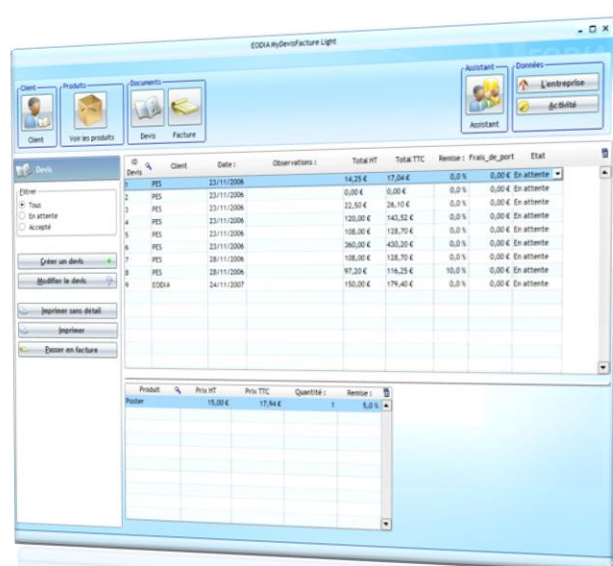 EODIA MyDevisFacture Light
Client
Produits
Documents
Assistant
Données
Client
Voir les produits
Devis
Facture
Assistant
L'entreprise
Activité
Devis
Filtrer
Tous
En attente
Accepté
Créer un devis
Modifier le devis
Imprimer sans détail
Imprimer
Passer en facture
ID Devis Client Date : Observations : Total HT Total TTC Remise : Frais_de_port Etat
1 PES 23/11/2006 14,25 € 17,04 € 0,0 % 0,00 € En attente
2 PES 23/11/2006 0,00 € 0,00 € 0,0 % 0,00 € En attente
3 PES 23/11/2006 22,50 € 26,10 € 0,0 % 0,00 € En attente
4 PES 23/11/2006 120,00 € 143,52 € 0,0 % 0,00 € En attente
5 PES 23/11/2006 108,00 € 128,70 € 0,0 % 0,00 € En attente
6 PES 23/11/2006 360,00 € 430,20 € 0,0 % 0,00 € En attente
7 PES 28/11/2006 108,00 € 128,70 € 0,0 % 0,00 € En attente
8 PES 28/11/2006 97,20 € 116,25 € 10,0 % 0,00 € En attente
9 EODIA 24/11/2007 150,00 € 179,40 € 0,0 % 0,00 € En attente
Produit Prix HT Prix TTC Quantité : Remise :
Poster 15,00 € 17,94 € 1 5,0 %